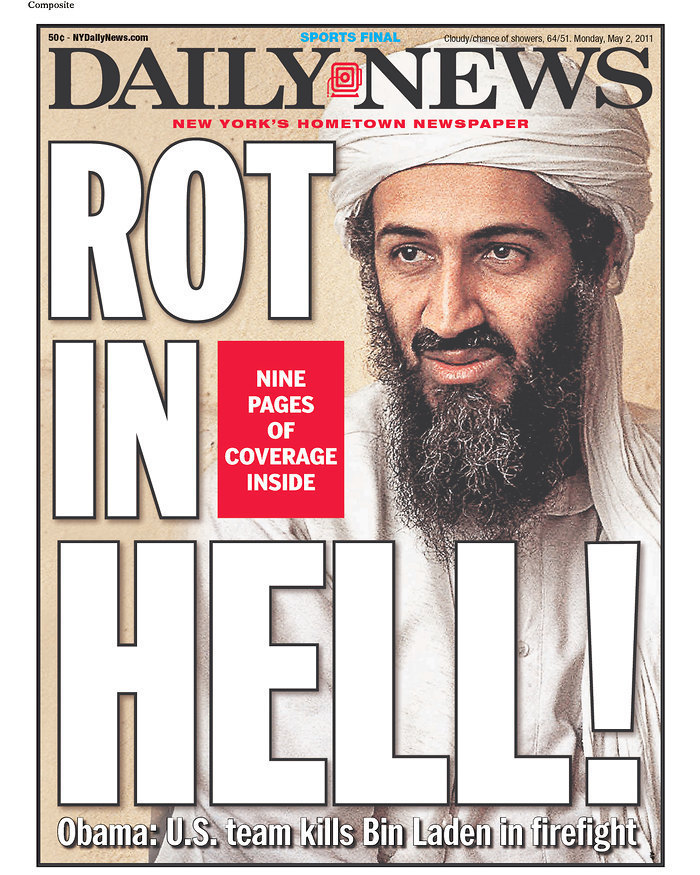 Composite
50¢ - NYDailyNews.com
SPORTS FINAL
Cloudy/chance of showers, 64/51. Monday, May 2, 2011
DAILY NEWS
NEW YORK'S HOMETOWN NEWSPAPER
ROT
IN
NINE
PAGES
OF
COVERAGE
INSIDE
HELL!
Obama: U.S. team kills Bin Laden in firefight